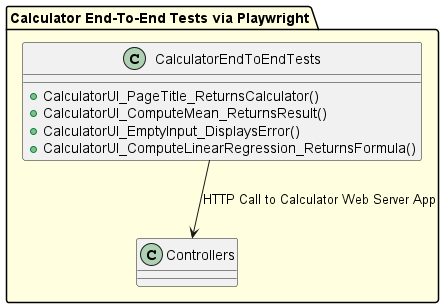 Calculator End-To-End Tests via Playwright
C CalculatorEndToEndTests
CalculatorUI_PageTitle_ReturnsCalculator()
CalculatorUI_ComputeMean_ReturnsResult()
CalculatorUI_EmptyInput_DisplaysError()
CalculatorUI_ComputeLinearRegression_ReturnsFormula()
HTTP Call to Calculator Web Server App
C Controllers